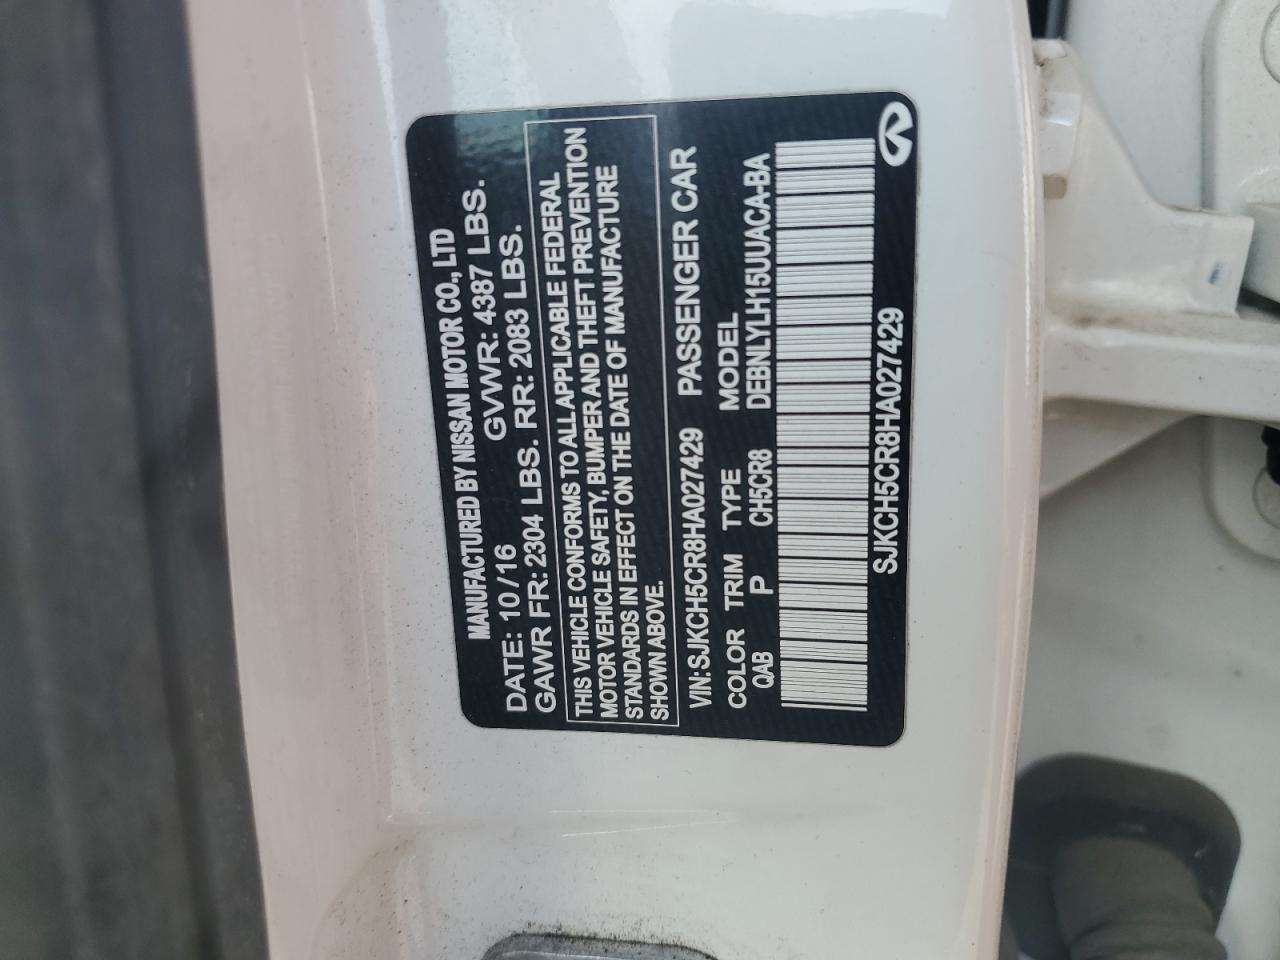 MANUFACTURED BY NISSAN MOTOR CO., LTD
DATE: 10 / 16 GVWR: 4387 LBS.
GAWR FR: 2304 LBS. RR: 2083 LBS.
THIS VEHICLE CONFORMS TO ALL APPLICABLE FEDERAL
MOTOR VEHICLE SAFETY, BUMPER AND THEFT PREVENTION
STANDARDS IN EFFECT ON THE DATE OF MANUFACTURE
SHOWN ABOVE.
VIN: SJKCH5CR8HA027429 PASSENGER CAR
COLOR TRIM TYPE MODEL
QAB P CH5CR8 DEBNLYLH15UUACA-BA
SJKCH5CR8HA027429